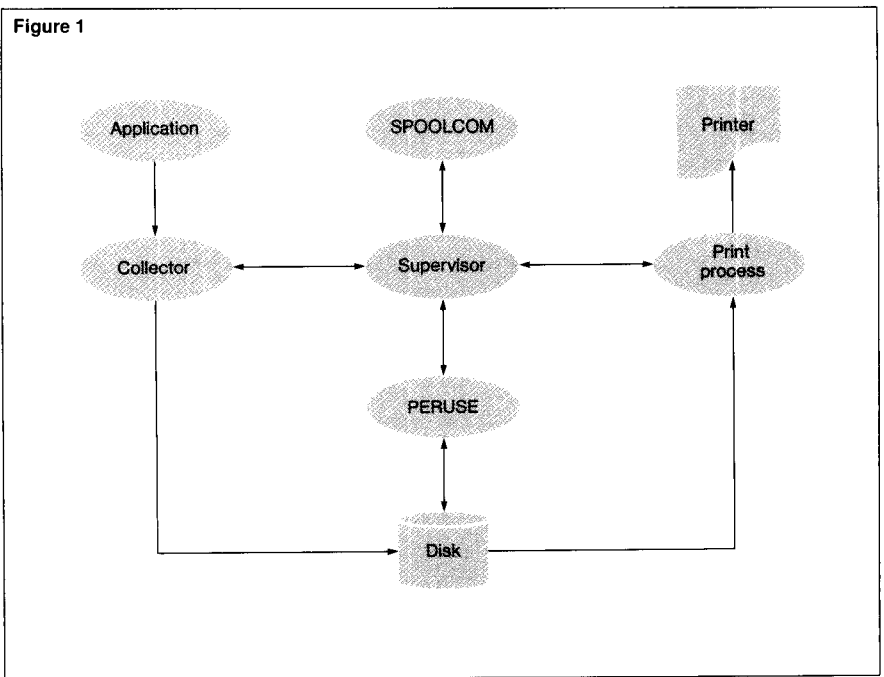 Figure 1
Application
SPOOLCOM
Printer
Collector
Supervisor
Print
process
PERUSE
Disk